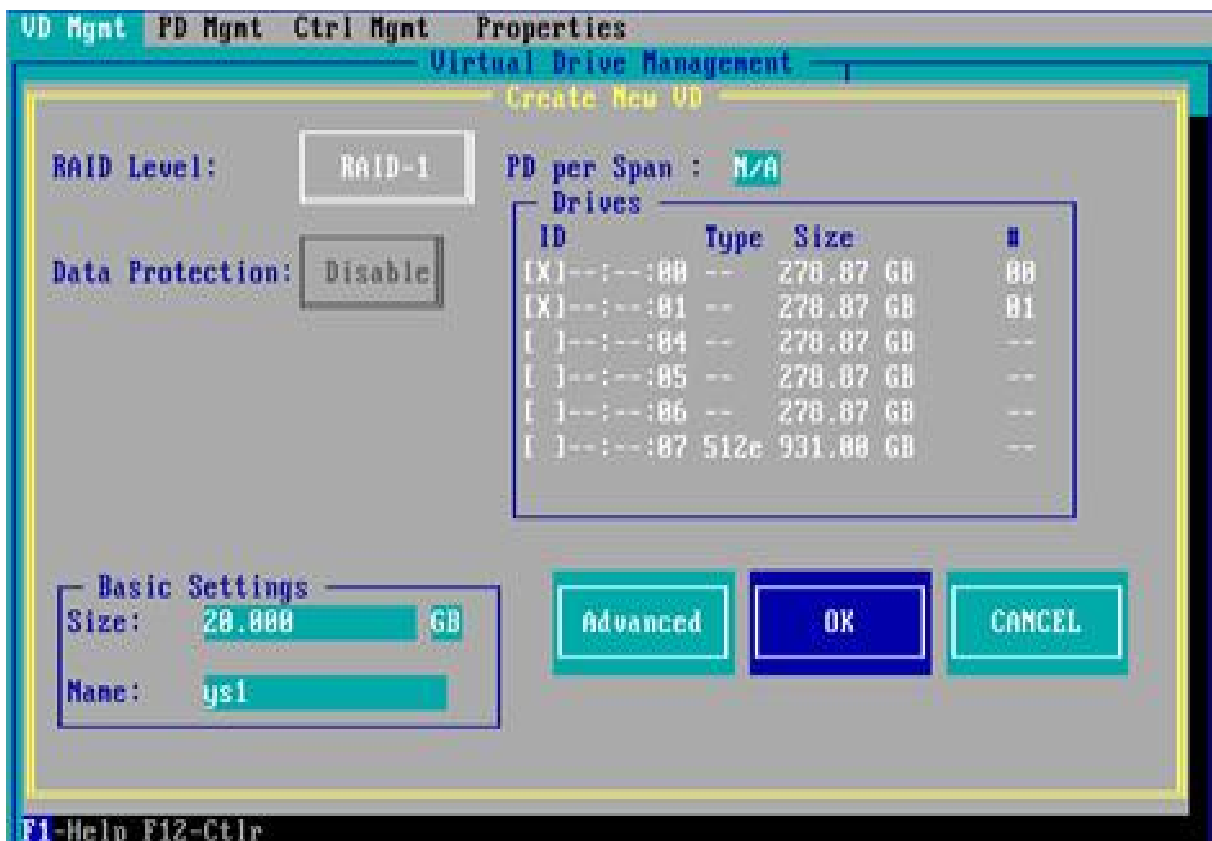 VD Mgmt PD Mgmt Ctrl Mgmt Properties
Virtual Drive Management
Create New VD
RAID Level: RAID-1 PD per Span : N/A
Drives
ID Type Size #
Data Protection: Disable
[X]--:--:00 -- 278.87 GB 00
[X]--:--:01 -- 278.87 GB 01
[ ]--:--:04 -- 278.87 GB --
[ ]--:--:05 -- 278.87 GB --
[ ]--:--:06 -- 278.87 GB --
[ ]--:--:07 512e 931.00 GB --
Basic Settings
Size: 20.000 GB
Name: ys1
Advanced OK CANCEL
F1-Help F12-Ctlr